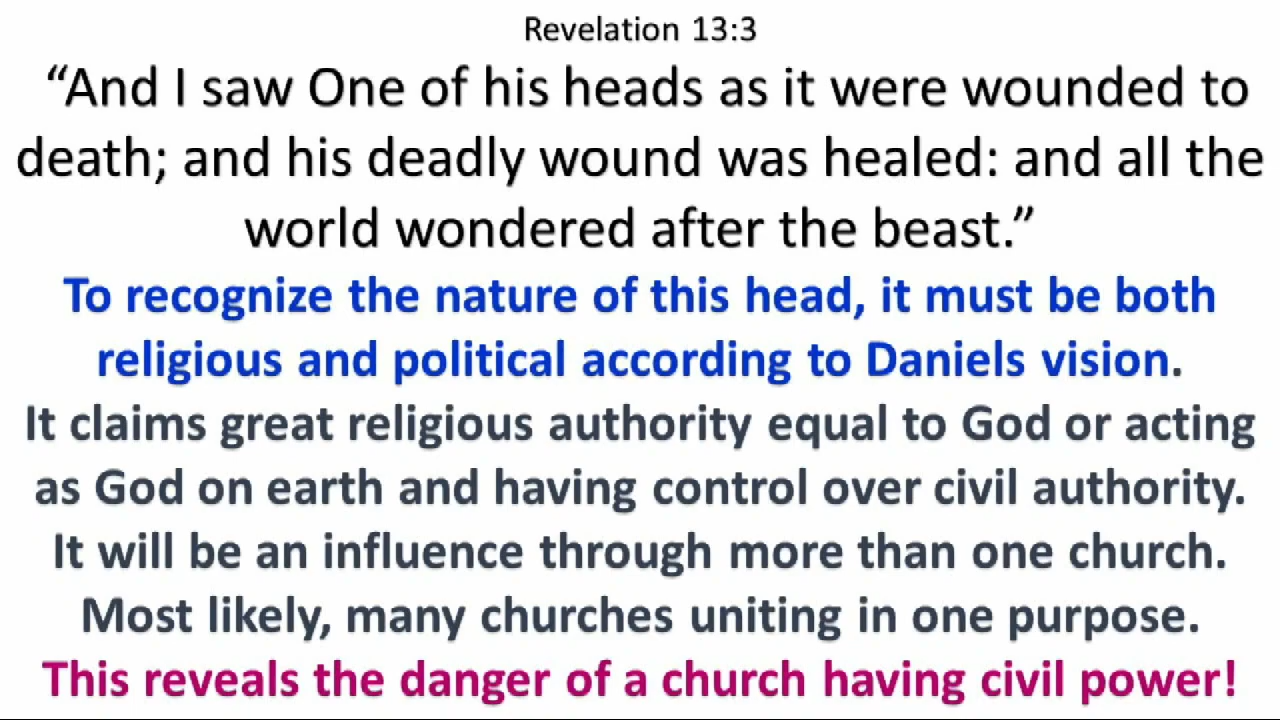 Revelation 13:3
“And I saw One of his heads as it were wounded to
death; and his deadly wound was healed: and all the
world wondered after the beast.”
To recognize the nature of this head, it must be both
religious and political according to Daniels vision.
It claims great religious authority equal to God or acting
as God on earth and having control over civil authority.
It will be an influence through more than one church.
Most likely, many churches uniting in one purpose.
This reveals the danger of a church having civil power!